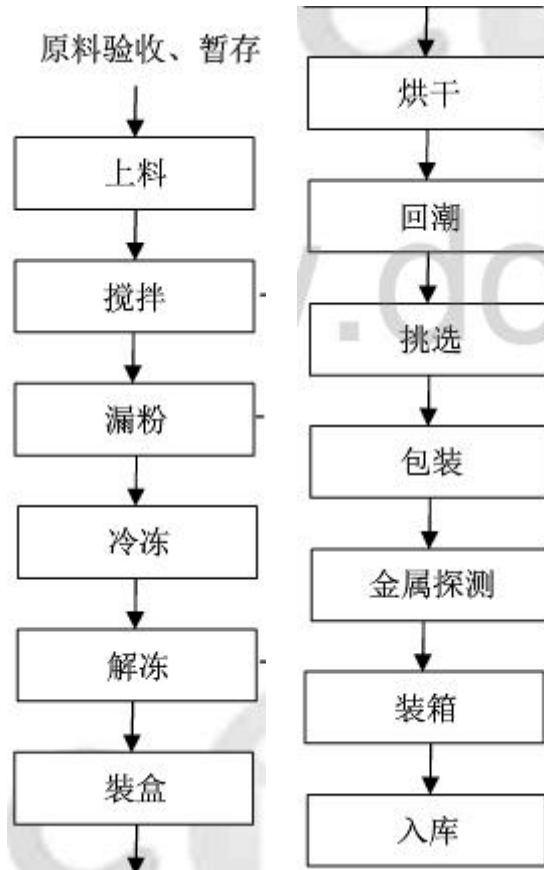 原料验收、暂存
上料
搅拌
漏粉
冷冻
解冻
装盒
烘干
回潮
挑选
包装
金属探测
装箱
入库